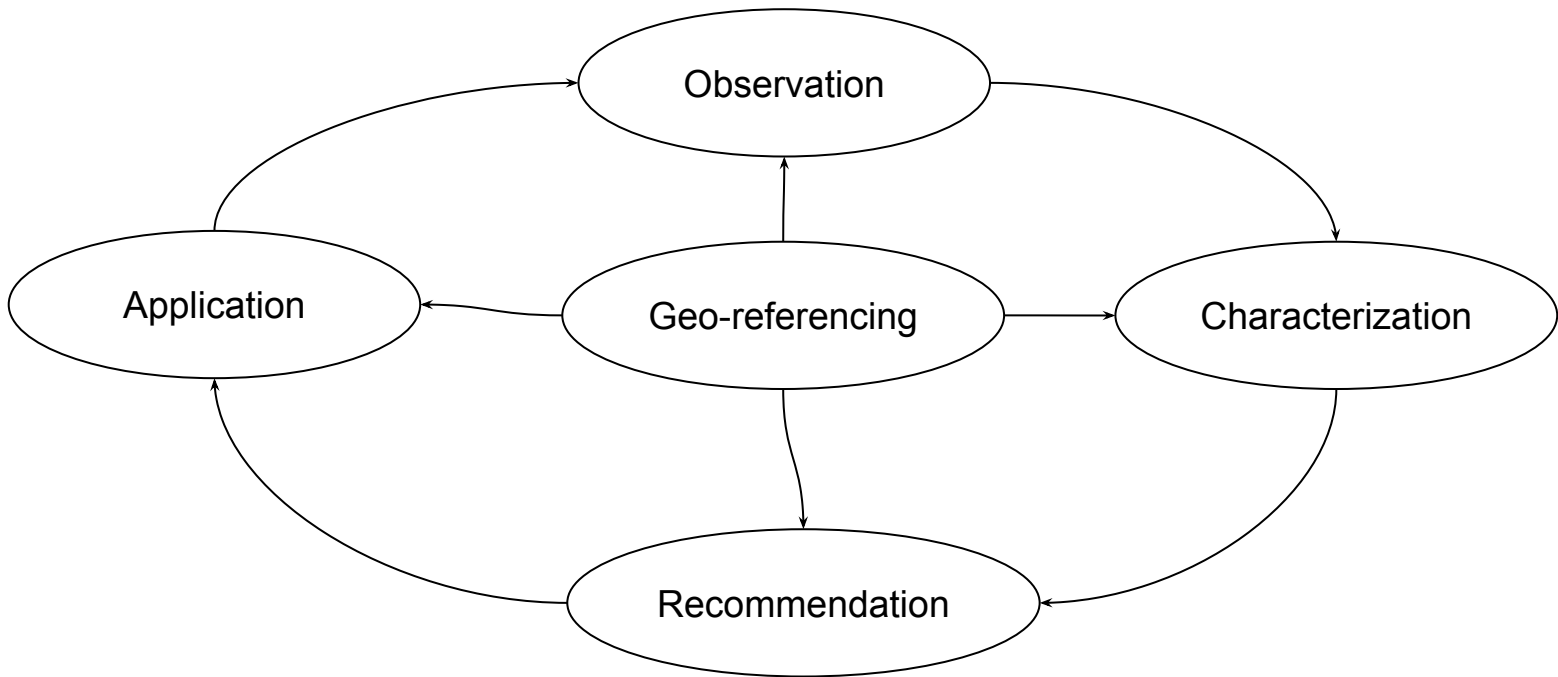 Observation
Application
Geo-referencing
Characterization
Recommendation